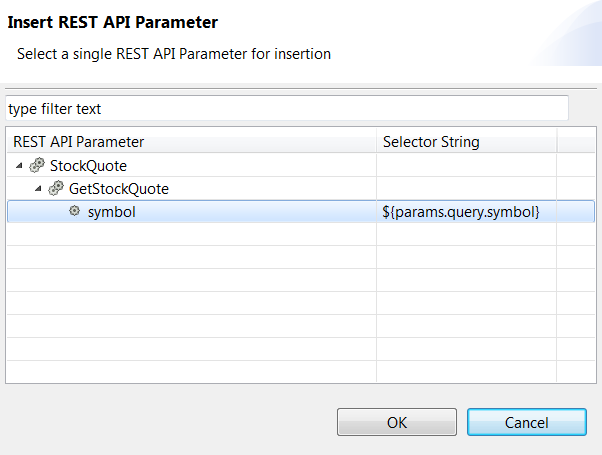 Insert REST API Parameter
Select a single REST API Parameter for insertion
type filter text
REST API Parameter Selector String
StockQuote
GetStockQuote
symbol ${params.query.symbol}
OK Cancel